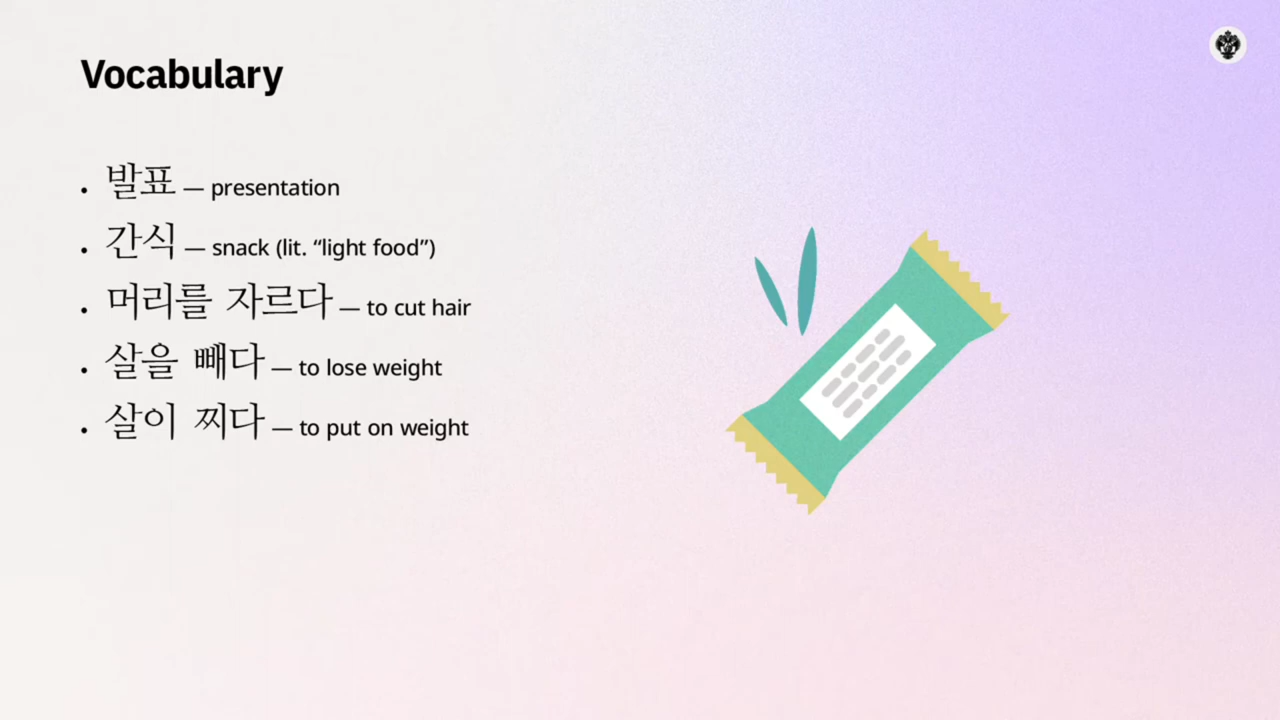 Vocabulary
• 발표 — presentation
• 간식 — snack (lit. “light food”)
• 머리를 자르다 — to cut hair
• 살을 빼다 — to lose weight
• 살이 찌다 — to put on weight